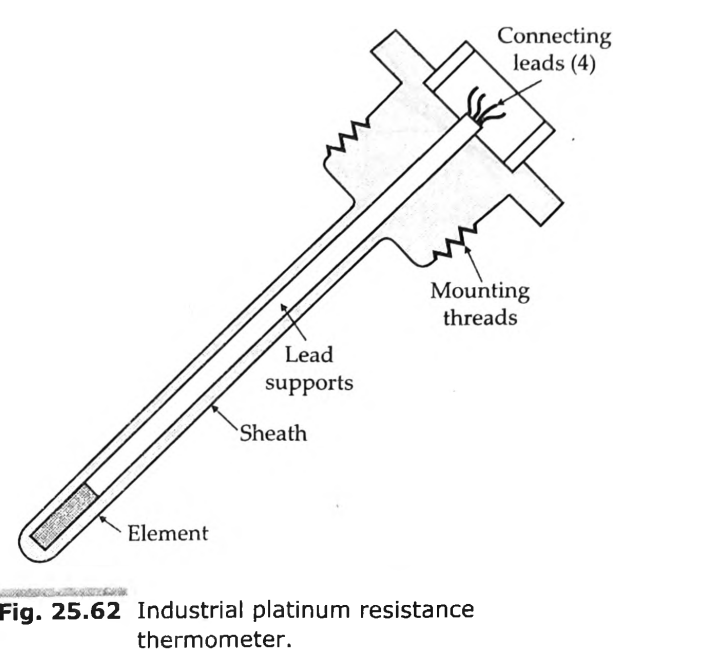 Connecting
leads (4)
Mounting
threads
Lead
supports
Sheath
Element
Fig. 25.62 Industrial platinum resistance
thermometer.